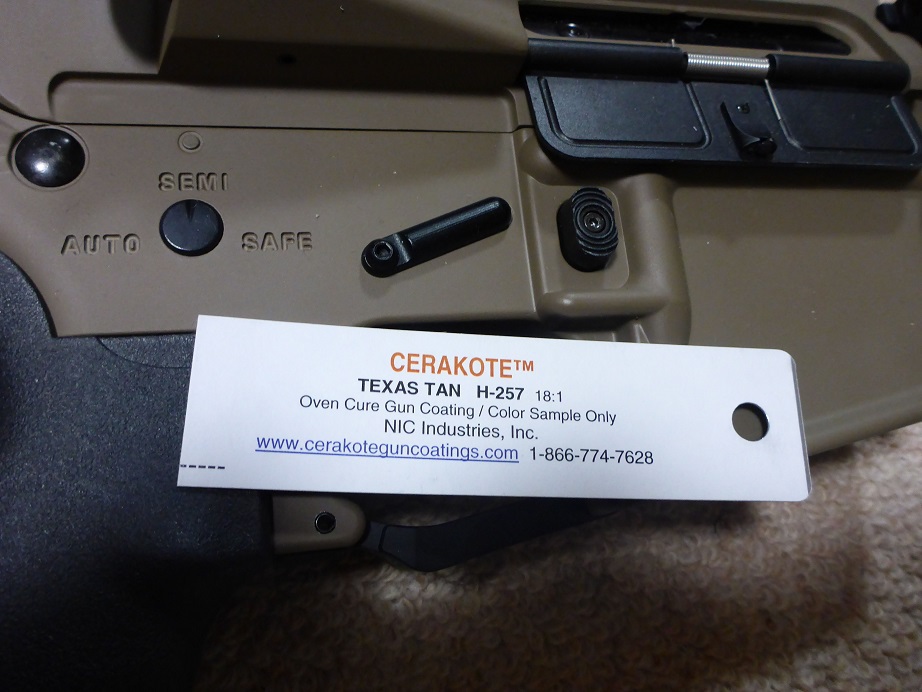 SEMI
AUTO SAFE
CERAKOTE™
TEXAS TAN H-257 18:1
Oven Cure Gun Coating / Color Sample Only
NIC Industries, Inc.
www.cerakoteguncoatings.com 1-866-774-7628